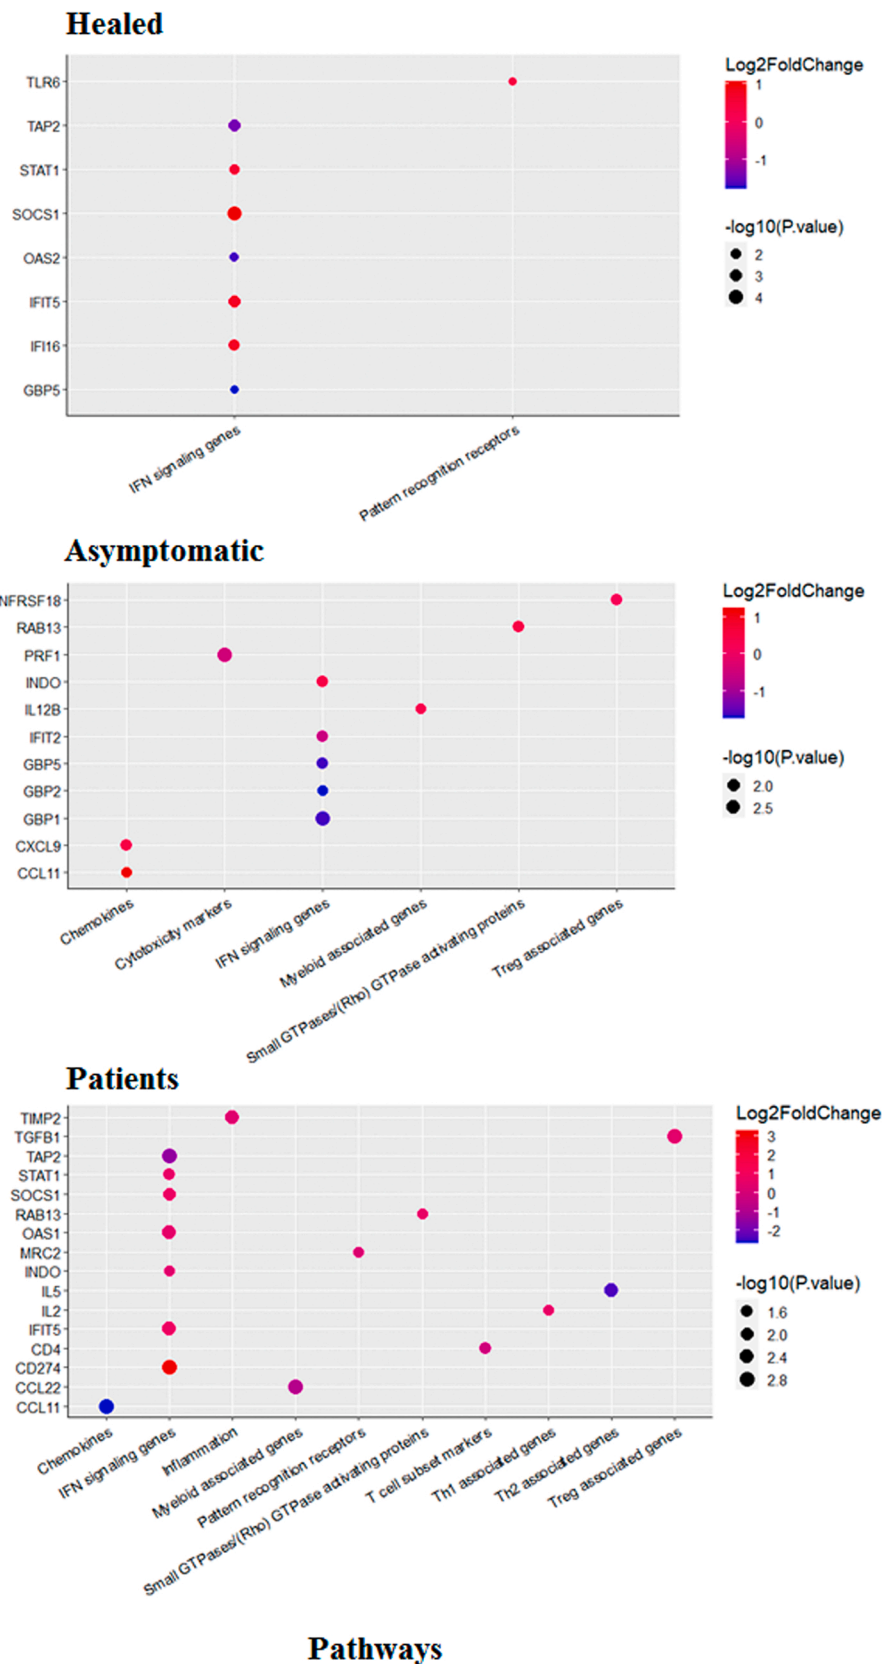 Healed
TLR6
TAP2
STAT1
SOCS1
OAS2
IFIT5
IFI16
GBP5
IFN signaling genes
Pattern recognition receptors
Log2FoldChange
1
0
-1
-log10(P.value)
2
3
4
Asymptomatic
NFRSF18
RAB13
PRF1
INDO
IL12B
IFIT2
GBP5
GBP2
GBP1
CXCL9
CCL11
Chemokines
Cytotoxicity markers
IFN signaling genes
Myeloid associated genes
Small GTPases/(Rho) GTPase activating proteins
Treg associated genes
Log2FoldChange
1
0
-1
-log10(P.value)
2.0
2.5
Patients
TIMP2
TGFB1
TAP2
STAT1
SOCS1
RAB13
OAS1
MRC2
INDO
IL5
IL2
IFIT5
CD4
CD274
CCL22
CCL11
Chemokines
IFN signaling genes
Inflammation
Myeloid associated genes
Pattern recognition receptors
Small GTPases/(Rho) GTPase activating proteins
T cell subset markers
Th1 associated genes
Th2 associated genes
Treg associated genes
Log2FoldChange
3
2
1
0
-1
-2
-log10(P.value)
1.6
2.0
2.4
2.8
Pathways